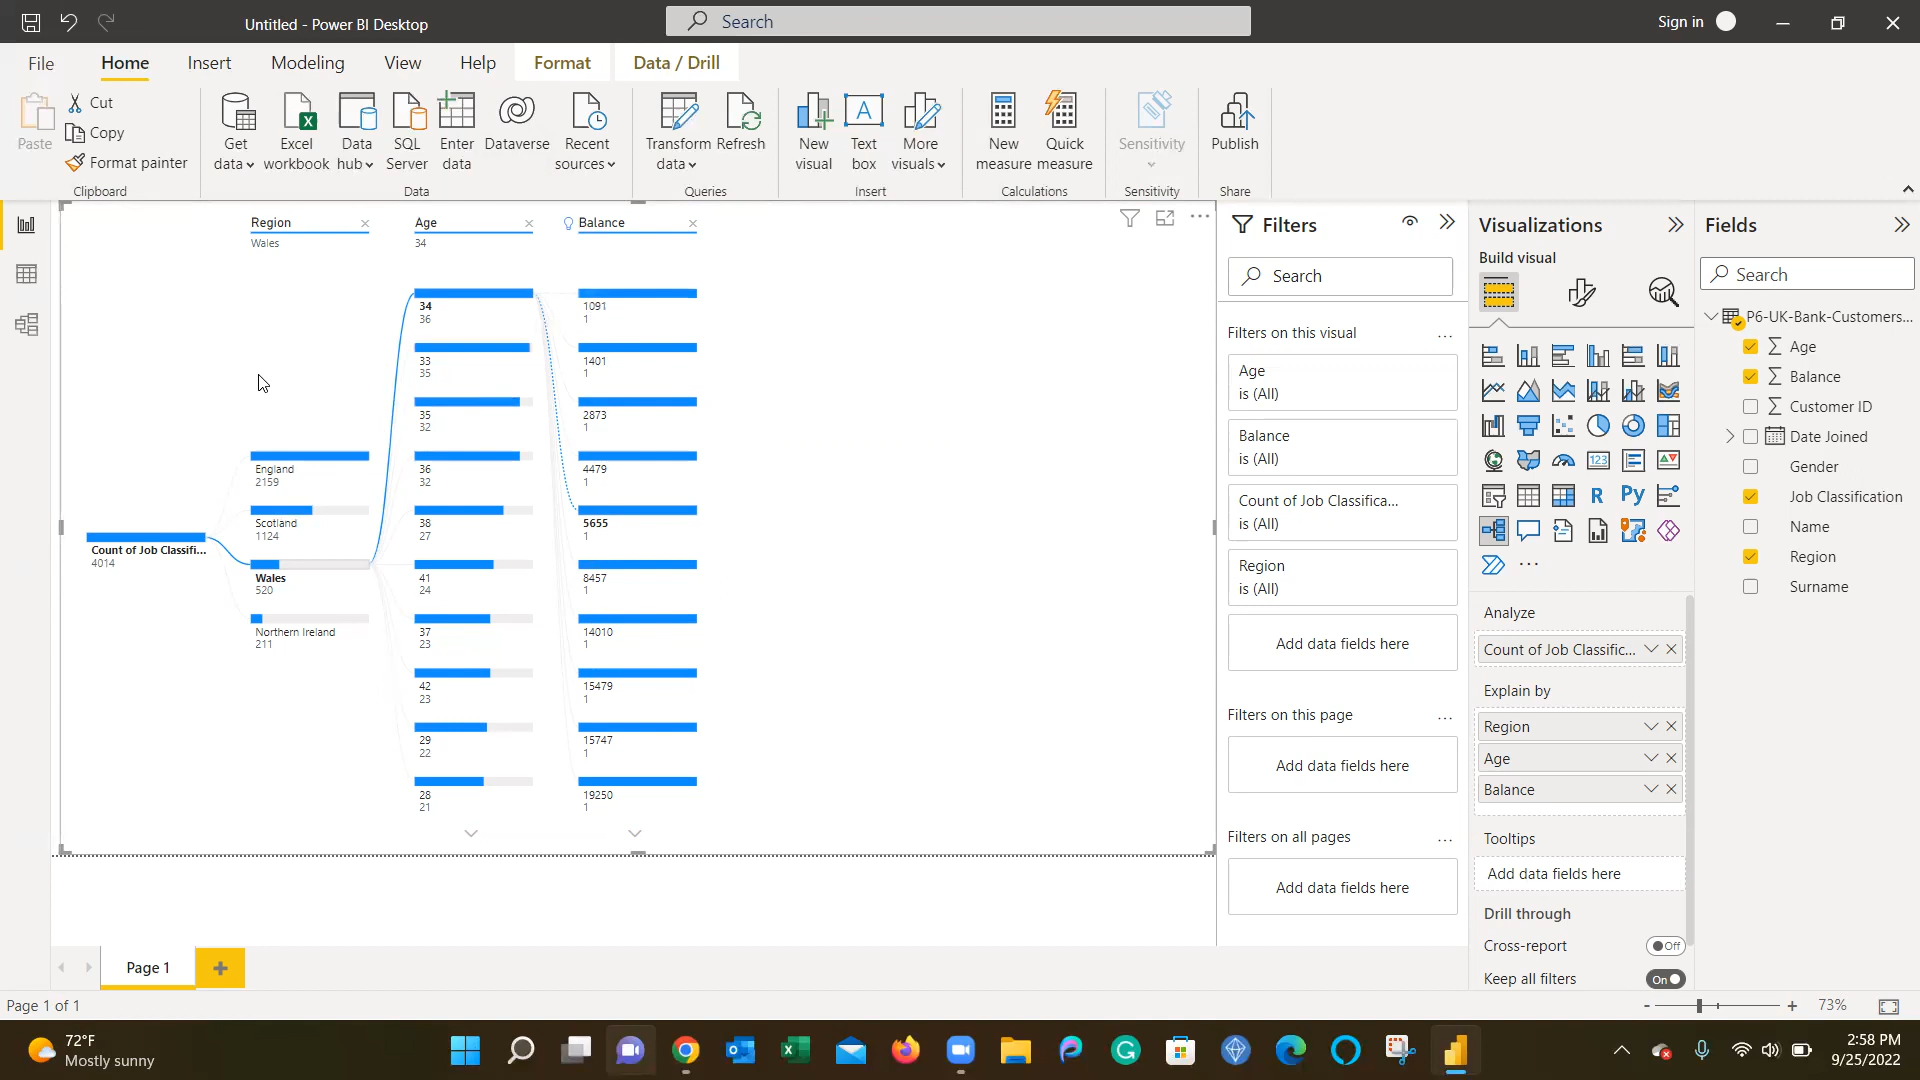 Untitled - Power BI Desktop
Search
Sign in
File
Home
Insert
Modeling
View
Help
Format
Data / Drill
Paste
Cut
Copy
Format painter
Clipboard
Get data
Excel workbook
Data hub
SQL Server
Enter data
Dataverse
Recent sources
Data
Transform data
Refresh
Queries
New visual
Text box
More visuals
Insert
New measure
Quick measure
Calculations
Sensitivity
Sensitivity
Publish
Share
Region
Wales
Age
34
Balance
Count of Job Classifi...
4014
England
2159
Scotland
1124
Wales
520
Northern Ireland
211
34
36
33
35
35
32
36
32
38
27
41
24
37
23
42
23
29
22
28
21
1091
1
1401
1
2873
1
4479
1
5655
1
8457
1
14010
1
15479
1
15747
1
19250
1
Filters
Search
Filters on this visual
Age
is (All)
Balance
is (All)
Count of Job Classifica...
is (All)
Region
is (All)
Add data fields here
Filters on this page
Add data fields here
Filters on all pages
Add data fields here
Visualizations
Build visual
123
R
Py
Analyze
Count of Job Classific...
Explain by
Region
Age
Balance
Tooltips
Add data fields here
Drill through
Cross-report
Off
Keep all filters
On
Fields
Search
P6-UK-Bank-Customers...
Age
Balance
Customer ID
Date Joined
Gender
Job Classification
Name
Region
Surname
Page 1
Page 1 of 1
73%
72°F
Mostly sunny
2:58 PM
9/25/2022